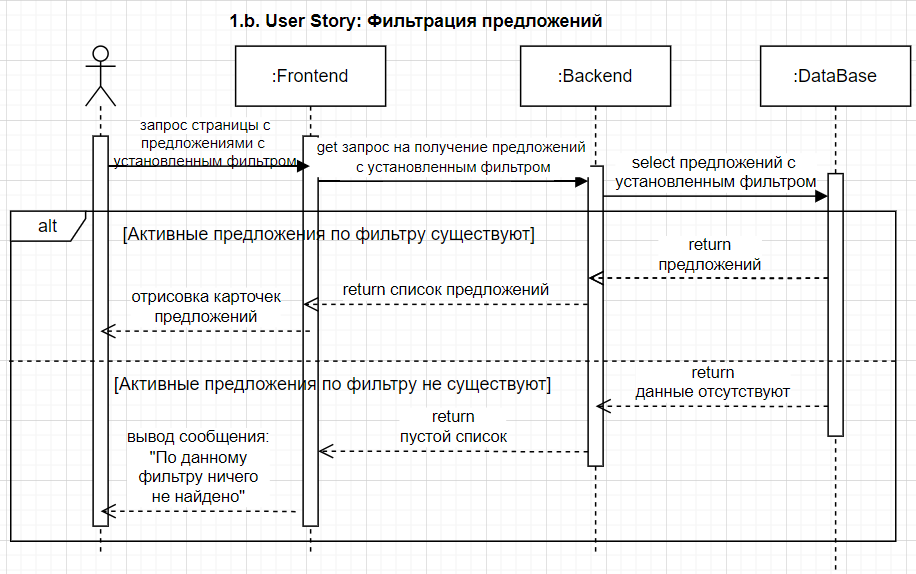 1.b. User Story: Фильтрация предложений
:Frontend
:Backend
:DataBase
запрос страницы с
предложениями с
установленным фильтром
get запрос на получение предложений
с установленным фильтром
select предложений с
установленным фильтром
alt
[Активные предложения по фильтру существуют]
return
предложений
return список предложений
отрисовка карточек
предложений
[Активные предложения по фильтру не существуют]
return
данные отсутствуют
return
пустой список
вывод сообщения:
"По данному
фильтру ничего
не найдено"